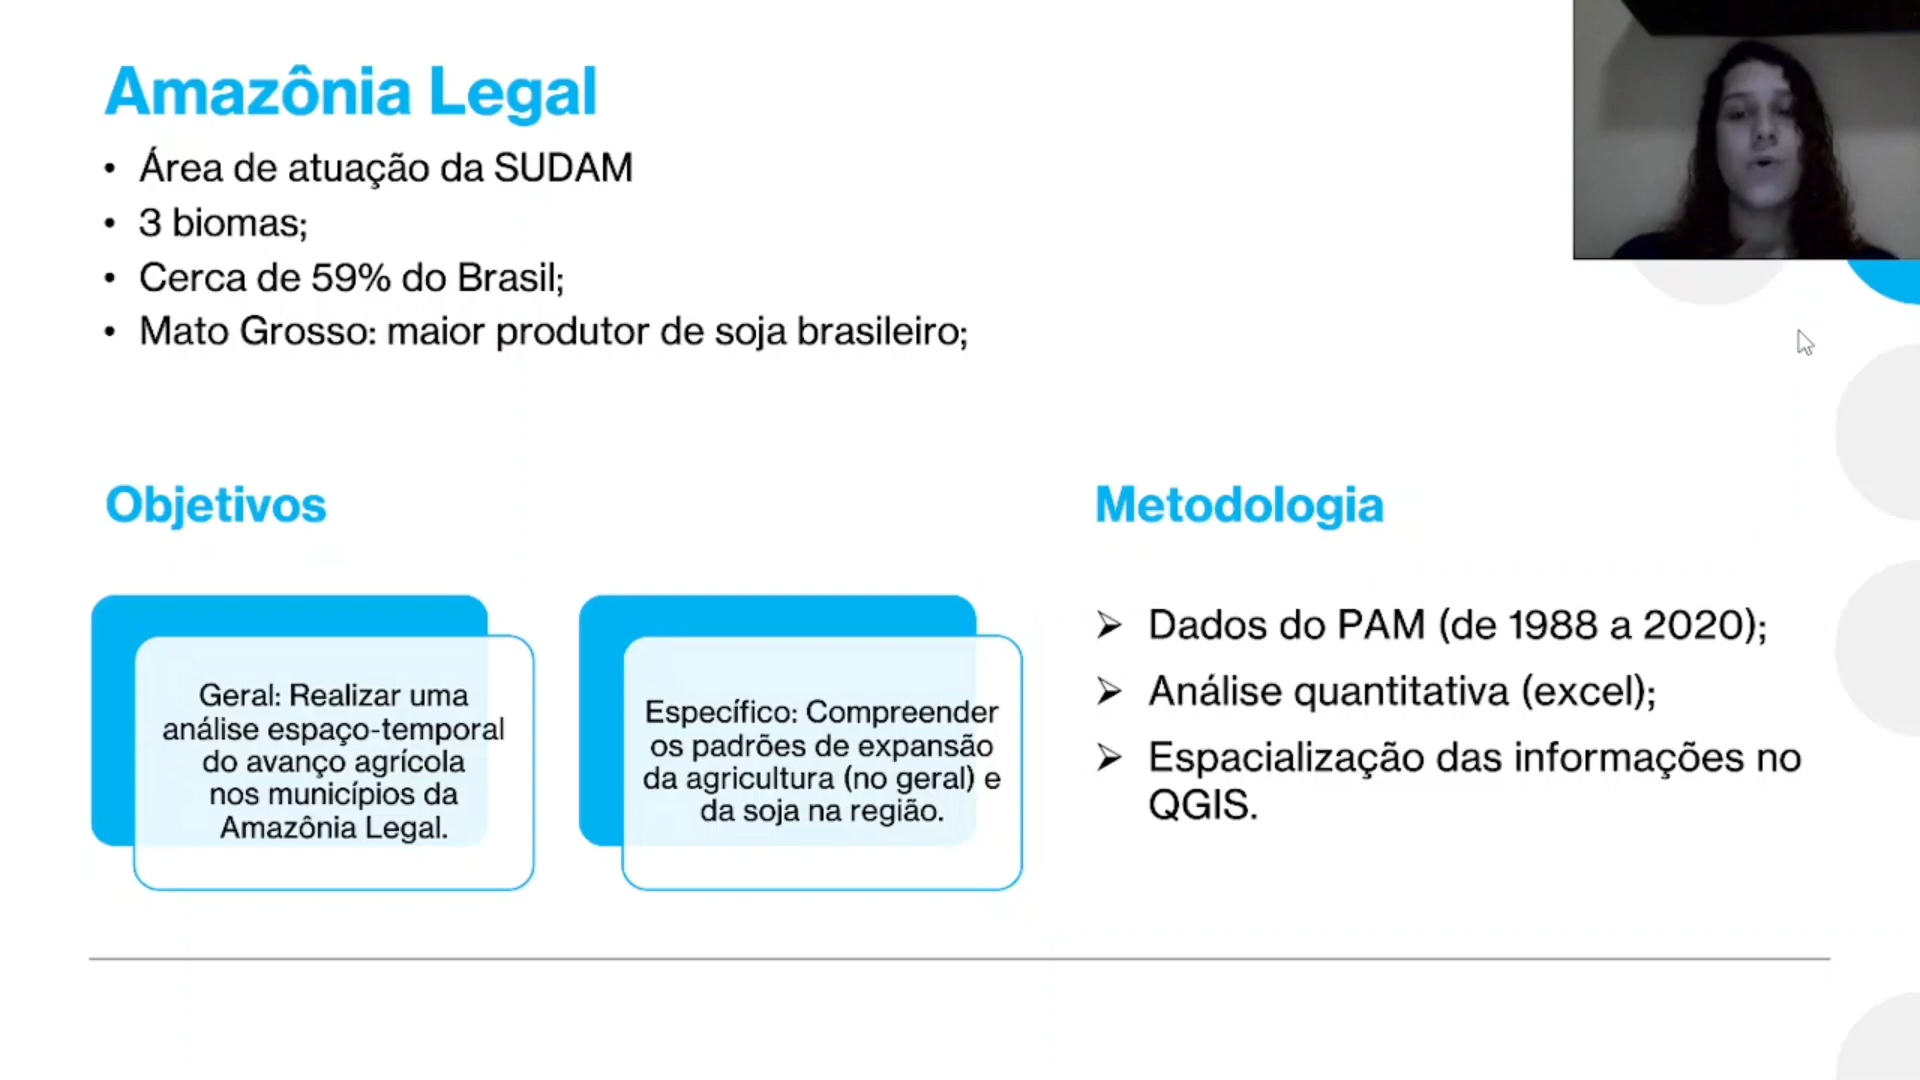 Amazônia Legal
• Área de atuação da SUDAM
• 3 biomas;
• Cerca de 59% do Brasil;
• Mato Grosso: maior produtor de soja brasileiro;
Objetivos
Geral: Realizar uma
análise espaço-temporal
do avanço agrícola
nos municípios da
Amazônia Legal.
Específico: Compreender
os padrões de expansão
da agricultura (no geral) e
da soja na região.
Metodologia
➢ Dados do PAM (de 1988 a 2020);
➢ Análise quantitativa (excel);
➢ Espacialização das informações no
QGIS.